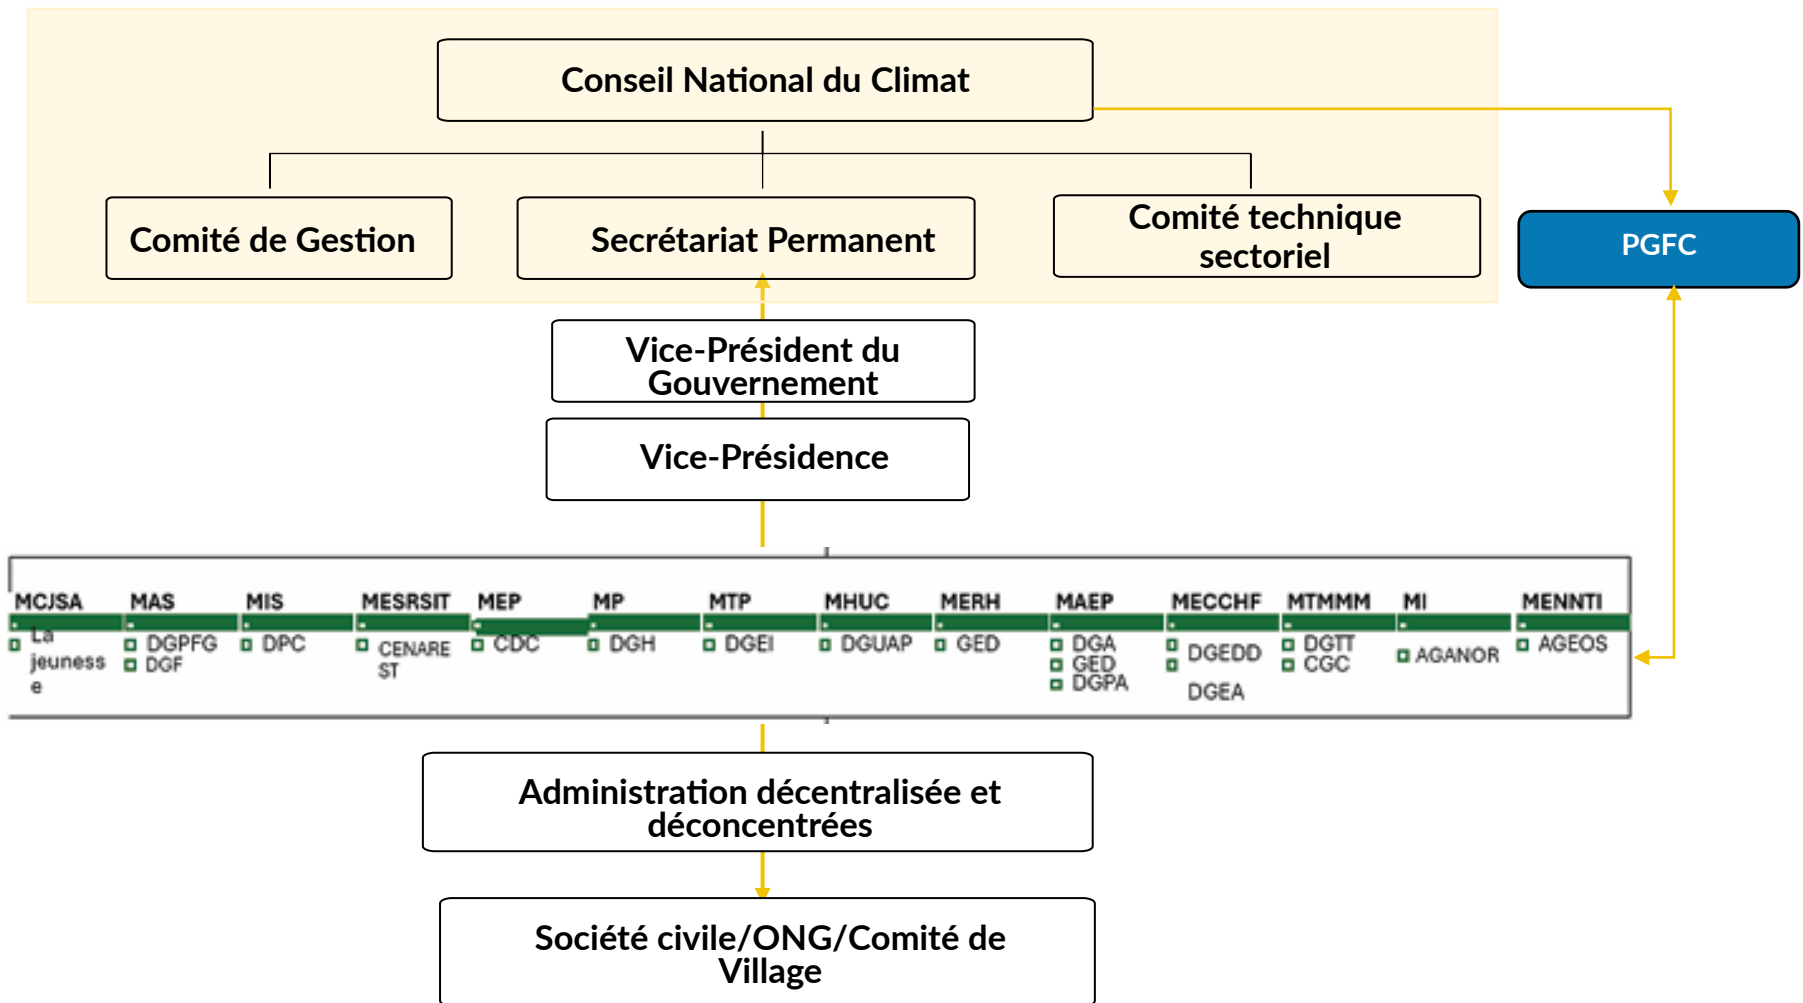 Conseil National du Climat
Comité de Gestion
Secrétariat Permanent
Comité technique
sectoriel
PGFC
Vice-Président du
Gouvernement
Vice-Présidence
MCJSA MAS MIS MESRSIT MEP MP MTP MHUC MERH MAEP MECCHF MTMMM MI MENNTI
La
jeuness
e
DGPFG
DGF
DPC
CENARE
ST
CDC
DGH
DGEI
DGUAP
GED
DGA
GED
DGPA
DGEDD
DGEA
DGTT
CGC
AGANOR
AGEOS
Administration décentralisée et
déconcentrées
Société civile/ONG/Comité de
Village